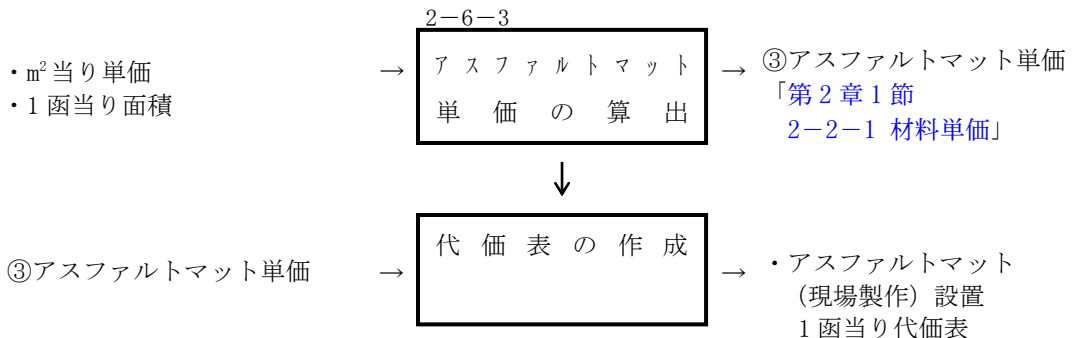 2-6-3
・m²当り単価
・1函当り面積
→
アスファルトマット
単価の算出
→
③アスファルトマット単価
「第2章1節
2-2-1 材料単価」
↓
③アスファルトマット単価
→
代価表の作成
→
・アスファルトマット
(現場製作)設置
1函当り代価表